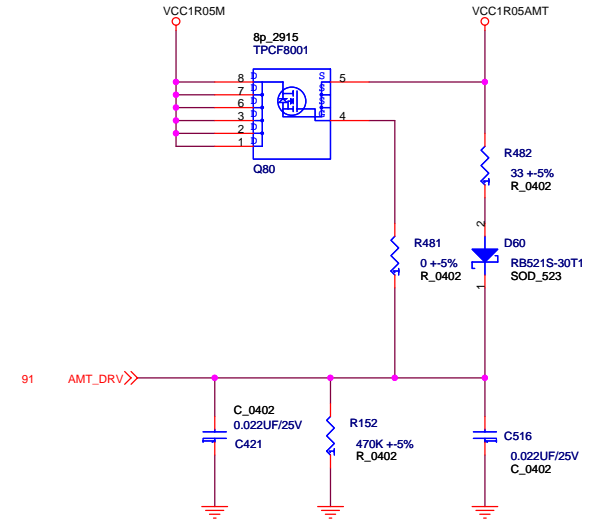 VCC1R05M
VCC1R05AMT
8p_2915
TPCF8001
8
D
S
5
7
D
S
6
D
S
3
D
G
4
2
D
1
D
Q80
R482
33 +-5%
R_0402
2
R481
0 +-5%
R_0402
D60
RB521S-30T1
SOD_523
1
91
AMT_DRV
C_0402
0.022UF/25V
C421
R152
470K +-5%
R_0402
C516
0.022UF/25V
C_0402